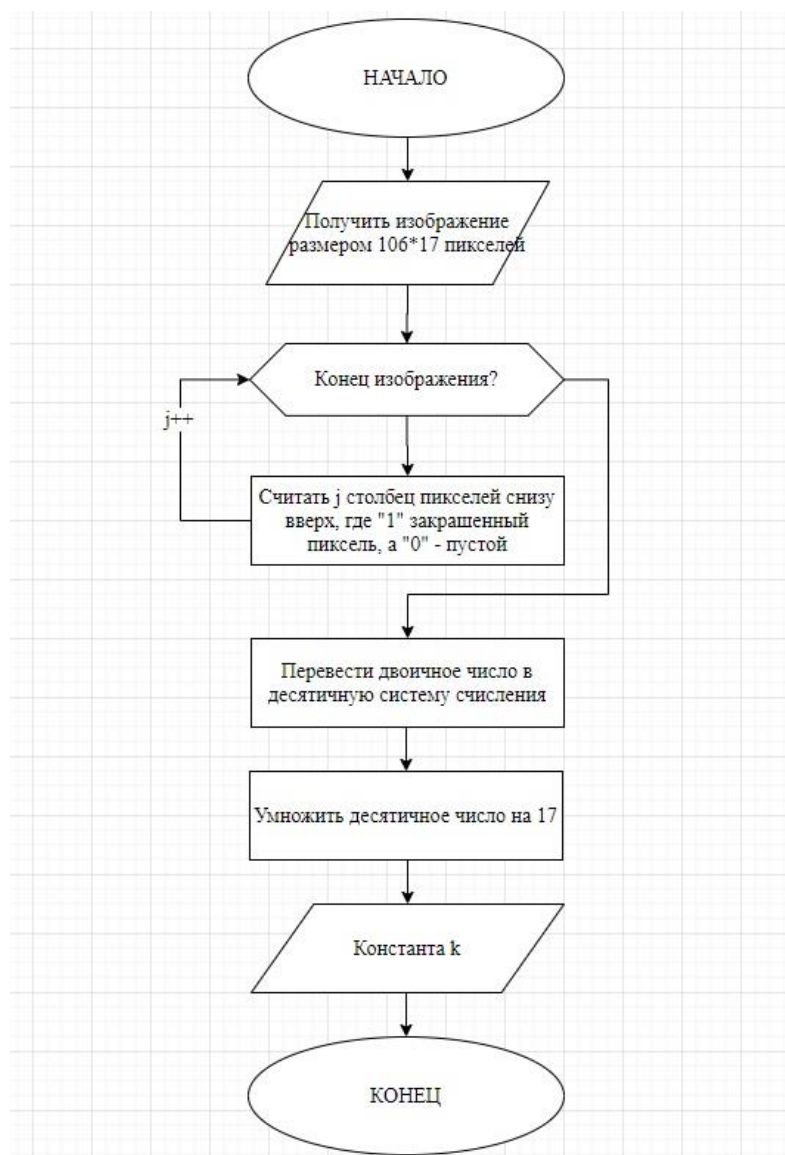 НАЧАЛО
Получить изображение
размером 106*17 пикселей
Конец изображения?
j++
Считать j столбец пикселей снизу
вверх, где "1" закрашенный
пиксель, а "0" - пустой
Перевести двоичное число в
десятичную систему счисления
Умножить десятичное число на 17
Константа k
КОНЕЦ